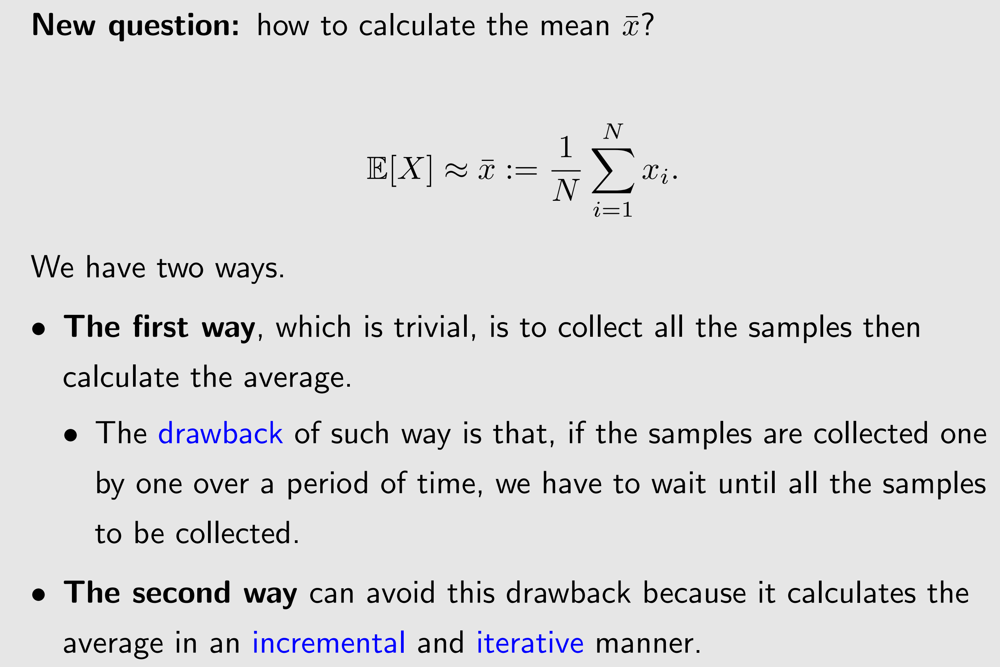 New question: how to calculate the mean x̄?
𝔼[X] ≈ x̄ := \frac{1}{N} \sum_{i=1}^{N} x_i.
We have two ways.
• The first way, which is trivial, is to collect all the samples then
calculate the average.
• The drawback of such way is that, if the samples are collected one
by one over a period of time, we have to wait until all the samples
to be collected.
• The second way can avoid this drawback because it calculates the
average in an incremental and iterative manner.